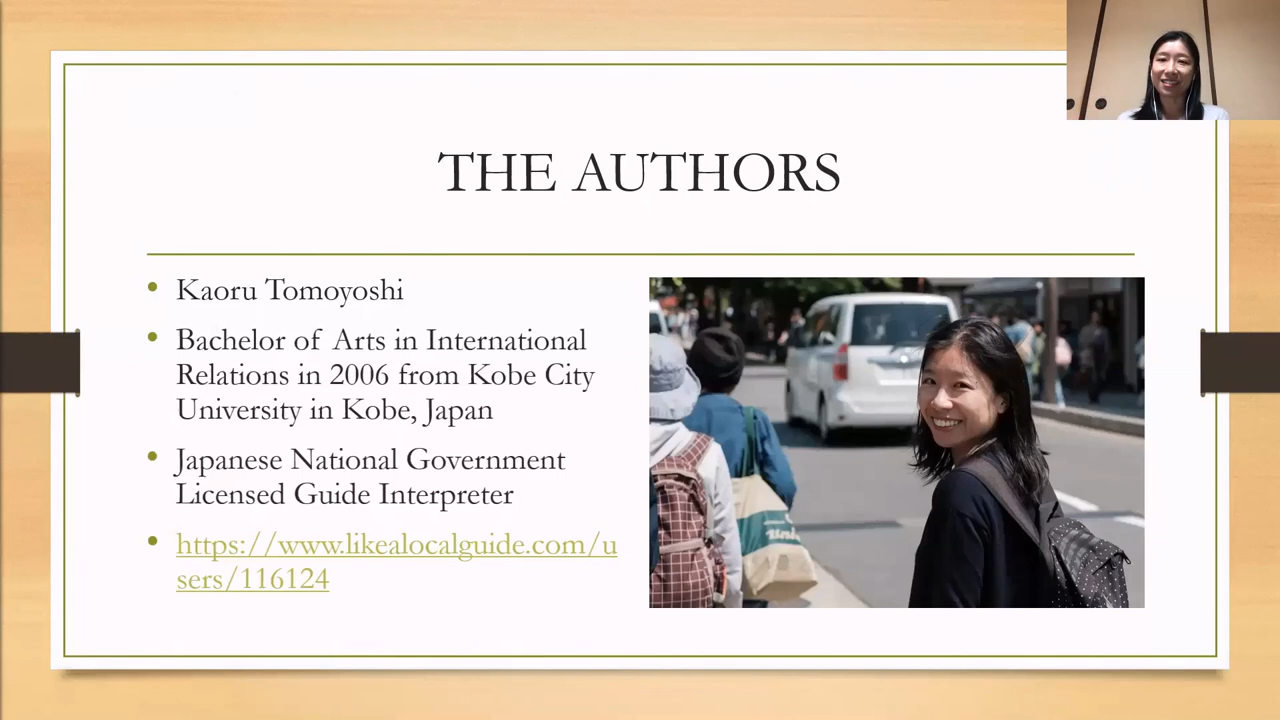 THE AUTHORS
Kaoru Tomoyoshi
Bachelor of Arts in International
Relations in 2006 from Kobe City
University in Kobe, Japan
Japanese National Government
Licensed Guide Interpreter
https://www.likealocalguide.com/u
sers/116124